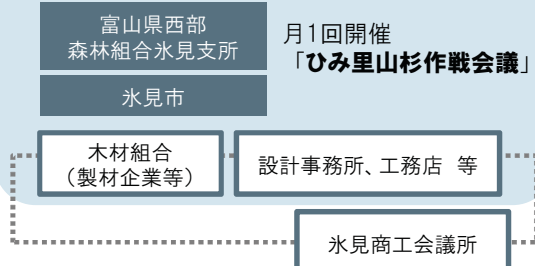 富山県西部
森林組合氷見支所
月1回開催
「ひみ里山杉作戦会議」
氷見市
木材組合
（製材企業等）
設計事務所、工務店 等
氷見商工会議所